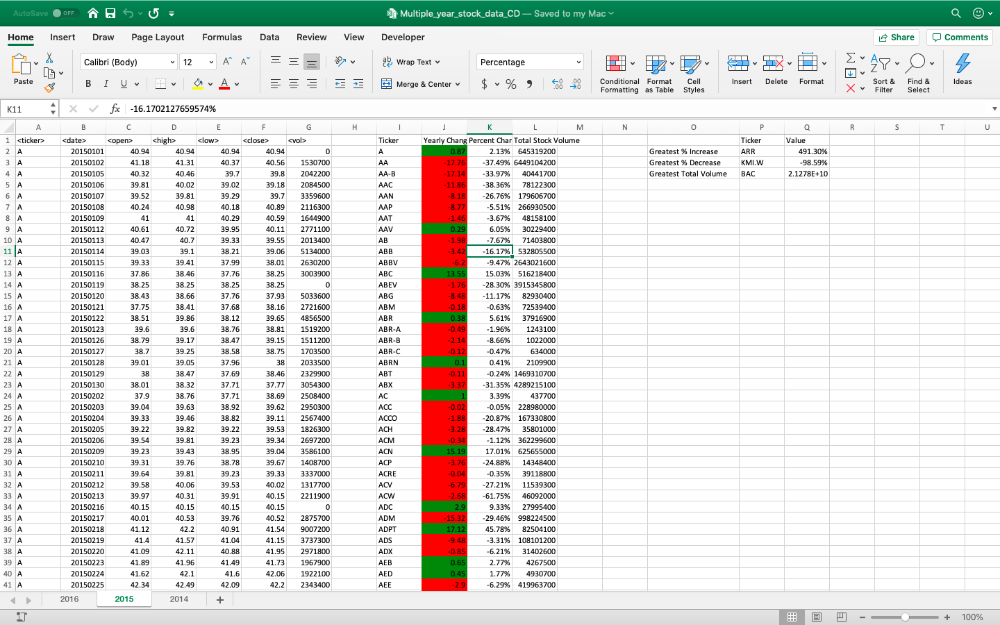 AutoSave OFF Multiple_year_stock_data_CD — Saved to my Mac
Home Insert Draw Page Layout Formulas Data Review View Developer Share Comments
Paste Calibri (Body) 12 B I U A A A ab Wrap Text Merge & Center Percentage $ % Conditional Formatting Format as Table Cell Styles Insert Delete Format Sort & Filter Find & Select Ideas
K11 fx -16.1702127659574%
A B C D E F G H I J K L M N O P Q R S T U
1 <ticker> <date> <open> <high> <low> <close> <vol> Ticker Yearly Chang Percent Char Total Stock Volume Ticker Value
2 A 20150101 40.94 40.94 40.94 40.94 0 A 0.87 2.13% 645319200 Greatest % Increase ARR 491.30%
3 A 20150102 41.18 41.31 40.37 40.56 1530700 AA -17.76 -37.49% 6449104200 Greatest % Decrease KMI.W -98.59%
4 A 20150105 40.32 40.46 39.7 39.8 2042200 AA-B -17.14 -33.97% 40441700 Greatest Total Volume BAC 2.1278E+10
5 A 20150106 39.81 40.02 39.02 39.18 2084500 AAC -11.86 -38.36% 78122300
6 A 20150107 39.52 39.81 39.29 39.7 3359600 AAN -8.18 -26.76% 179606700
7 A 20150108 40.24 40.98 40.18 40.89 2116300 AAP -8.77 -5.51% 266930500
8 A 20150109 41 41 40.29 40.59 1644900 AAT -1.46 -3.67% 48158100
9 A 20150112 40.61 40.72 39.95 40.11 2771100 AAV 0.29 6.05% 30229400
10 A 20150113 40.47 40.7 39.33 39.55 2013400 AB -1.98 -7.67% 71403800
11 A 20150114 39.03 39.1 38.21 39.06 5134000 ABB -3.42 -16.17% 532805500
12 A 20150115 39.33 39.41 37.99 38.01 2630200 ABBV -6.2 -9.47% 2643021600
13 A 20150116 37.86 38.46 37.76 38.25 3003900 ABC 13.55 15.03% 516218400
14 A 20150119 38.25 38.25 38.25 38.25 0 ABEV -1.76 -28.30% 3915345800
15 A 20150120 38.43 38.66 37.76 37.93 5033600 ABG -8.48 -11.17% 82930400
16 A 20150121 37.75 38.41 37.68 38.16 2721600 ABM -0.18 -0.63% 72539400
17 A 20150122 38.51 39.86 38.12 39.65 4856500 ABR 0.38 5.61% 37916900
18 A 20150123 39.6 39.6 38.76 38.81 1519200 ABR-A -0.49 -1.96% 1243100
19 A 20150126 38.79 39.17 38.47 39.15 1511200 ABR-B -2.14 -8.66% 1022000
20 A 20150127 38.7 39.25 38.58 38.75 1703500 ABR-C -0.12 -0.47% 634000
21 A 20150128 39.01 39.05 37.96 38 2033500 ABRN 0.1 0.41% 2109900
22 A 20150129 38 38.47 37.69 38.46 2329900 ABT -0.11 -0.24% 1469310700
23 A 20150130 38.01 38.32 37.71 37.77 3054300 ABX -3.37 -31.35% 4289215100
24 A 20150202 37.9 38.76 37.71 38.69 2508400 AC 1 3.39% 437700
25 A 20150203 39.04 39.63 38.92 39.62 2950300 ACC -0.02 -0.05% 228980000
26 A 20150204 39.33 39.46 38.82 39.11 2567400 ACCO -1.88 -20.87% 167330800
27 A 20150205 39.22 39.82 39.22 39.53 1826300 ACH -3.28 -28.47% 35801000
28 A 20150206 39.54 39.81 39.23 39.34 2697200 ACM -0.34 -1.12% 362299600
29 A 20150209 39.23 39.43 38.95 39.04 3586100 ACN 15.19 17.01% 625655000
30 A 20150210 39.31 39.76 38.78 39.67 1408700 ACP -3.76 -24.88% 14348400
31 A 20150211 39.64 39.81 39.23 39.33 3337000 ACRE -0.04 -0.35% 39118800
32 A 20150212 39.58 40.06 39.53 40.02 1317700 ACV -6.79 -27.21% 11539300
33 A 20150213 39.97 40.31 39.91 40.15 2211900 ACW -2.68 -61.75% 46092000
34 A 20150216 40.15 40.15 40.15 40.15 0 ADC 2.9 9.33% 27995400
35 A 20150217 40.01 40.53 39.76 40.52 2875700 ADM -15.32 -29.46% 998224500
36 A 20150218 41.12 42.2 40.91 41.54 9007200 ADPT 17.12 45.78% 82504100
37 A 20150219 41.4 41.57 41.04 41.15 3737300 ADS -9.48 -3.31% 108101200
38 A 20150220 41.09 42.11 40.88 41.95 2971800 ADX -0.85 -6.21% 31402600
39 A 20150223 41.89 41.96 41.49 41.73 1967900 AEB 0.65 2.77% 4267500
40 A 20150224 41.62 42.1 41.6 42.06 1922100 AED 0.45 1.77% 4930700
41 A 20150225 42.34 42.49 42.09 42.2 2343400 AEE -2.9 -6.29% 419963700
2016 2015 2014 +
100%